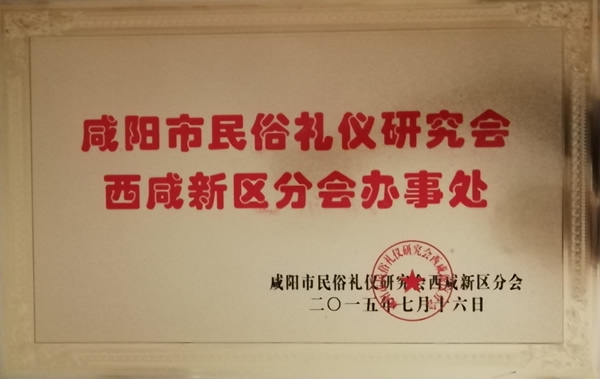 咸阳市民俗礼仪研究会
西咸新区分会办事处
咸阳市民俗礼仪研究会西咸新区分会
二〇一五年七月十六日